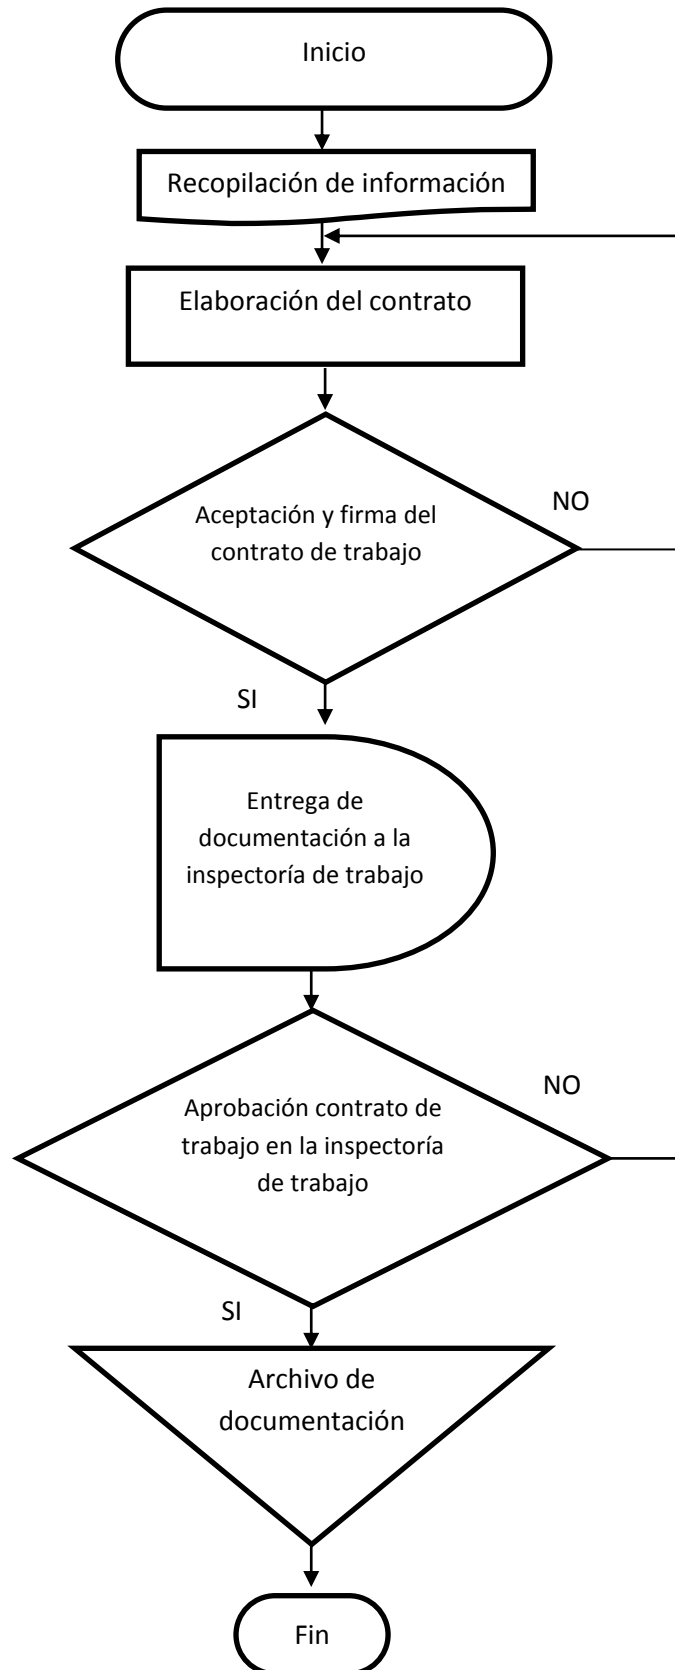 Inicio
Recopilación de información
Elaboración del contrato
Aceptación y firma del
contrato de trabajo
NO
SI
Entrega de
documentación a la
inspectoría de trabajo
NO
Aprobación contrato de
trabajo en la inspectoría
de trabajo
SI
Archivo de
documentación
Fin